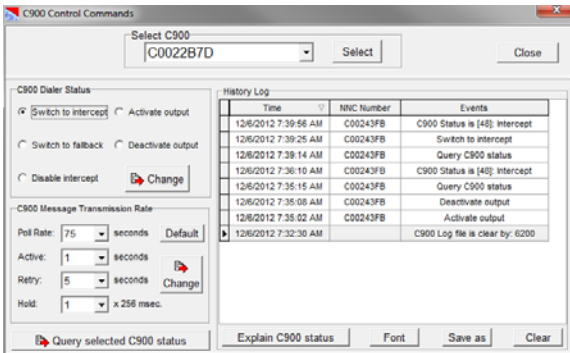 C900 Control Commands
Select C900
C0022B7D
Select
Close
C900 Dialer Status
Switch to intercept
Activate output
Switch to fallback
Deactivate output
Disable intercept
Change
C900 Message Transmission Rate
Poll Rate: 75 seconds Default
Active: 1 seconds
Retry: 5 seconds Change
Hold: 1 x 256 msec.
Query selected C900 status
History Log
Time NNC Number Events
12/6/2012 7:39:56 AM C00243FB C900 Status is [48]: Intercept
12/6/2012 7:39:25 AM C00243FB Switch to intercept
12/6/2012 7:39:14 AM C00243FB Query C900 status
12/6/2012 7:36:10 AM C00243FB C900 Status is [48]: Intercept
12/6/2012 7:35:15 AM C00243FB Query C900 status
12/6/2012 7:35:08 AM C00243FB Deactivate output
12/6/2012 7:35:02 AM C00243FB Activate output
12/6/2012 7:32:30 AM C900 Log file is clear by: 6200
Explain C900 status
Font
Save as
Clear